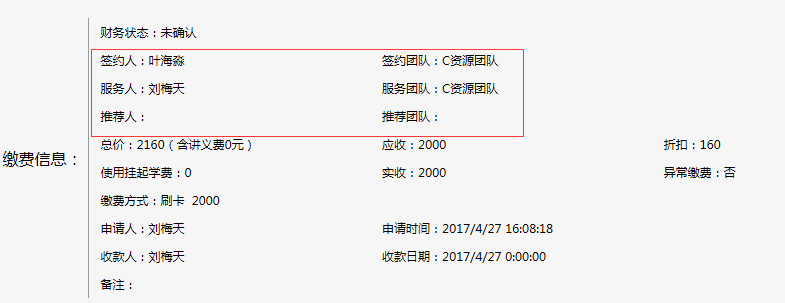 财务状态：未确认
签约人：叶海淼 签约团队：C资源团队
服务人：刘梅天 服务团队：C资源团队
推荐人： 推荐团队：
总价：2160（含讲义费0元） 应收：2000 折扣：160
缴费信息：
使用挂起学费：0 实收：2000 异常缴费：否
缴费方式：刷卡 2000
申请人：刘梅天 申请时间：2017/4/27 16:08:18
收款人：刘梅天 收款日期：2017/4/27 0:00:00
备注：